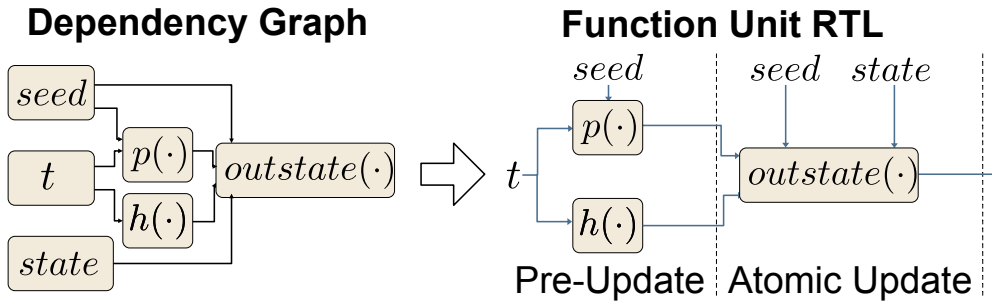 Dependency Graph
seed
t
state
p(·)
h(·)
outstate(·)
Function Unit RTL
seed
p(·)
t
h(·)
Pre-Update
seed state
outstate(·)
Atomic Update